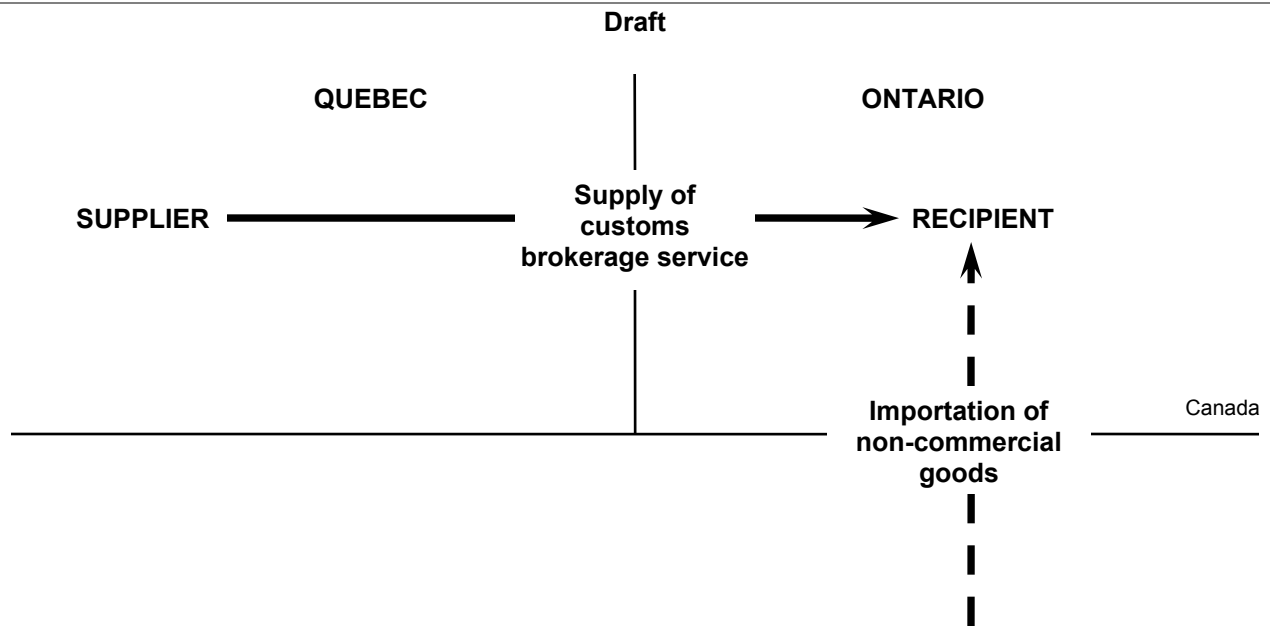 Draft
QUEBEC
ONTARIO
SUPPLIER
Supply of
customs
brokerage service
RECIPIENT
Importation of
non-commercial
goods
Canada